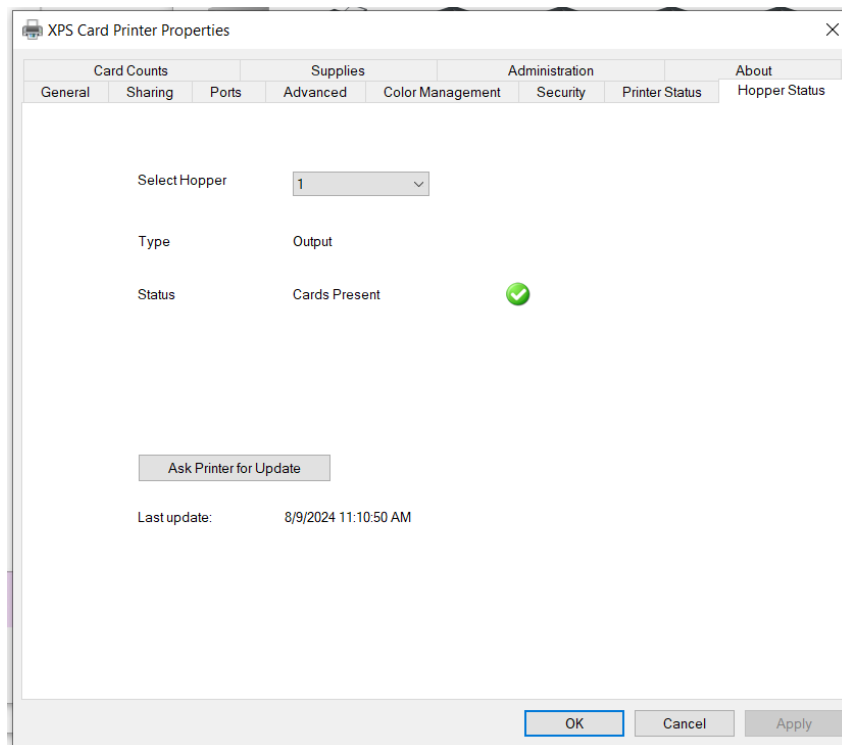 XPS Card Printer Properties
Card Counts Supplies Administration About
General Sharing Ports Advanced Color Management Security Printer Status Hopper Status
Select Hopper 1
Type Output
Status Cards Present
Ask Printer for Update
Last update: 8/9/2024 11:10:50 AM
OK Cancel Apply